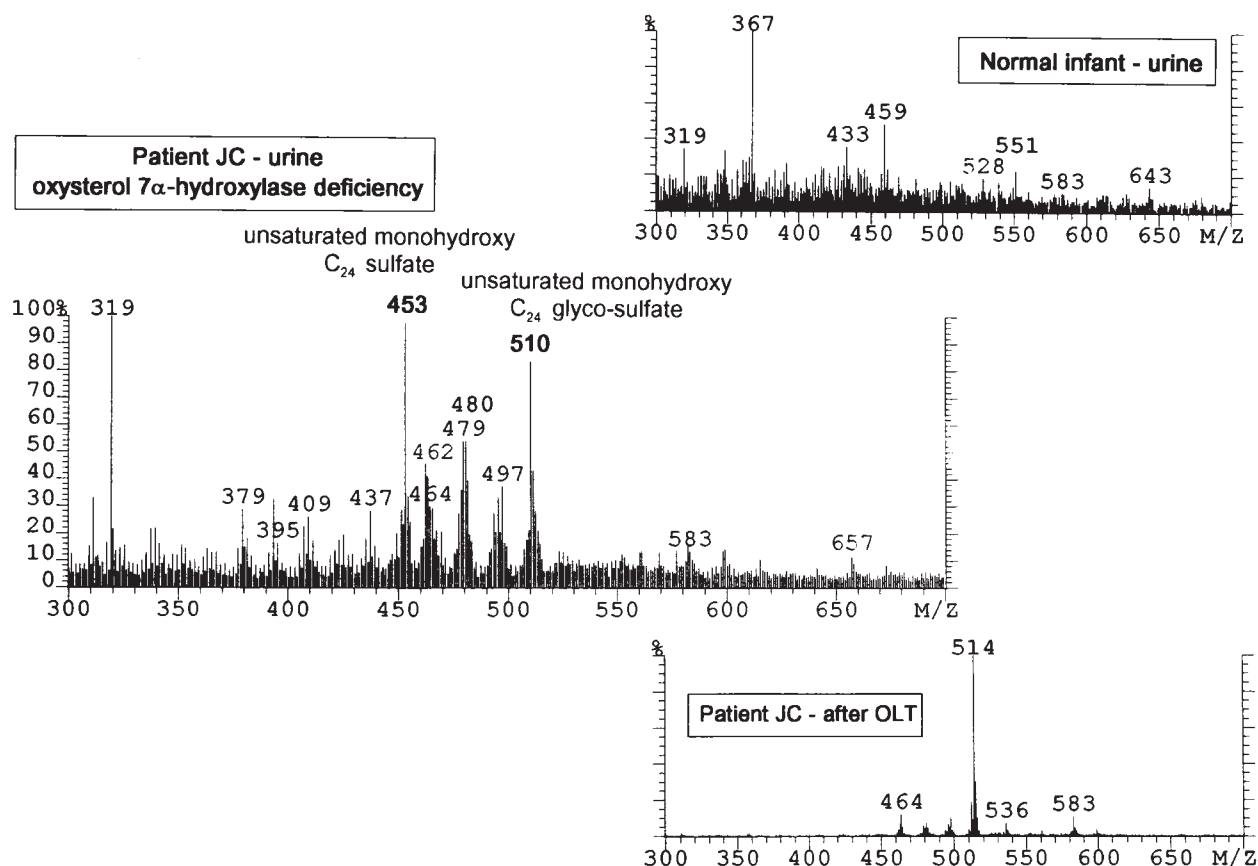 % 367
Normal infant - urine
319 433 459 528 551 583 643
300 350 400 450 500 550 600 650 M/Z
Patient JC - urine
oxysterol 7α-hydroxylase deficiency
unsaturated monohydroxy
C24 sulfate
unsaturated monohydroxy
C24 glyco-sulfate
100% 319 453 510
90
80
70
60
50
40
30
20
10
0
480
479
462
464 497
379 395 409 437 583 657
300 350 400 450 500 550 600 650 M/Z
% 514
Patient JC - after OLT
464 536 583
300 350 400 450 500 550 600 650 M/Z